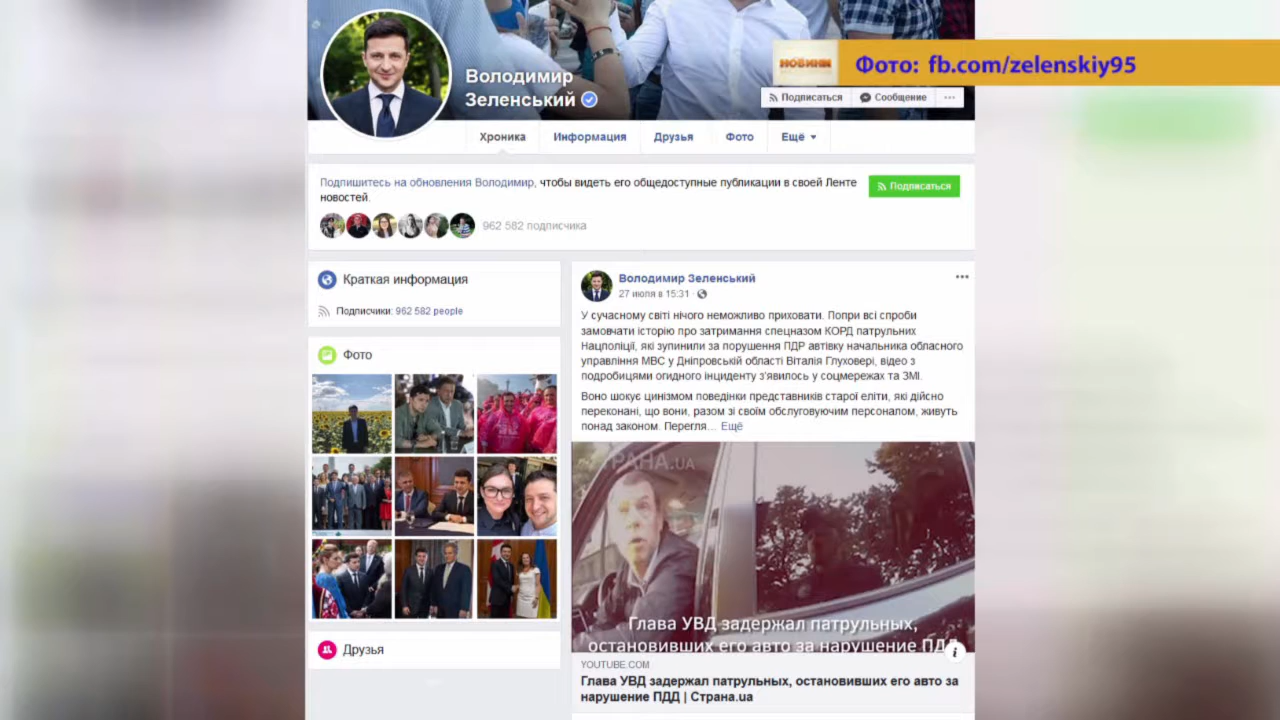 НОВИНИ
Фото: fb.com/zelenskiy95
Володимир
Зеленський
Подписаться
Сообщение
Хроника
Информация
Друзья
Фото
Ещё
Подпишитесь на обновления Володимир, чтобы видеть его общедоступные публикации в своей Ленте
новостей.
Подписаться
962 582 подписчика
Краткая информация
Подписчики: 962 582 people
Фото
Друзья
Володимир Зеленський
27 июля в 15:31
У сучасному світі нічого неможливо приховати. Попри всі спроби
замовчати історію про затримання спецназом КОРД патрульних
Нацполіції, які зупинили за порушення ПДР автівку начальника обласного
управління МВС у Дніпровській області Віталія Глуховері, відео з
подробицями огидного інциденту з'явилось у соцмережах та ЗМІ.
Воно шокує цинізмом поведінки представників старої еліти, які дійсно
переконані, що вони, разом зі своїм обслуговуючим персоналом, живуть
понад законом. Перегля... Ещё
СТРАНА.UA
Глава УВД задержал патрульных,
остановивших его авто за нарушение ПДД
YOUTUBE.COM
Глава УВД задержал патрульных, остановивших его авто за
нарушение ПДД | Страна.ua